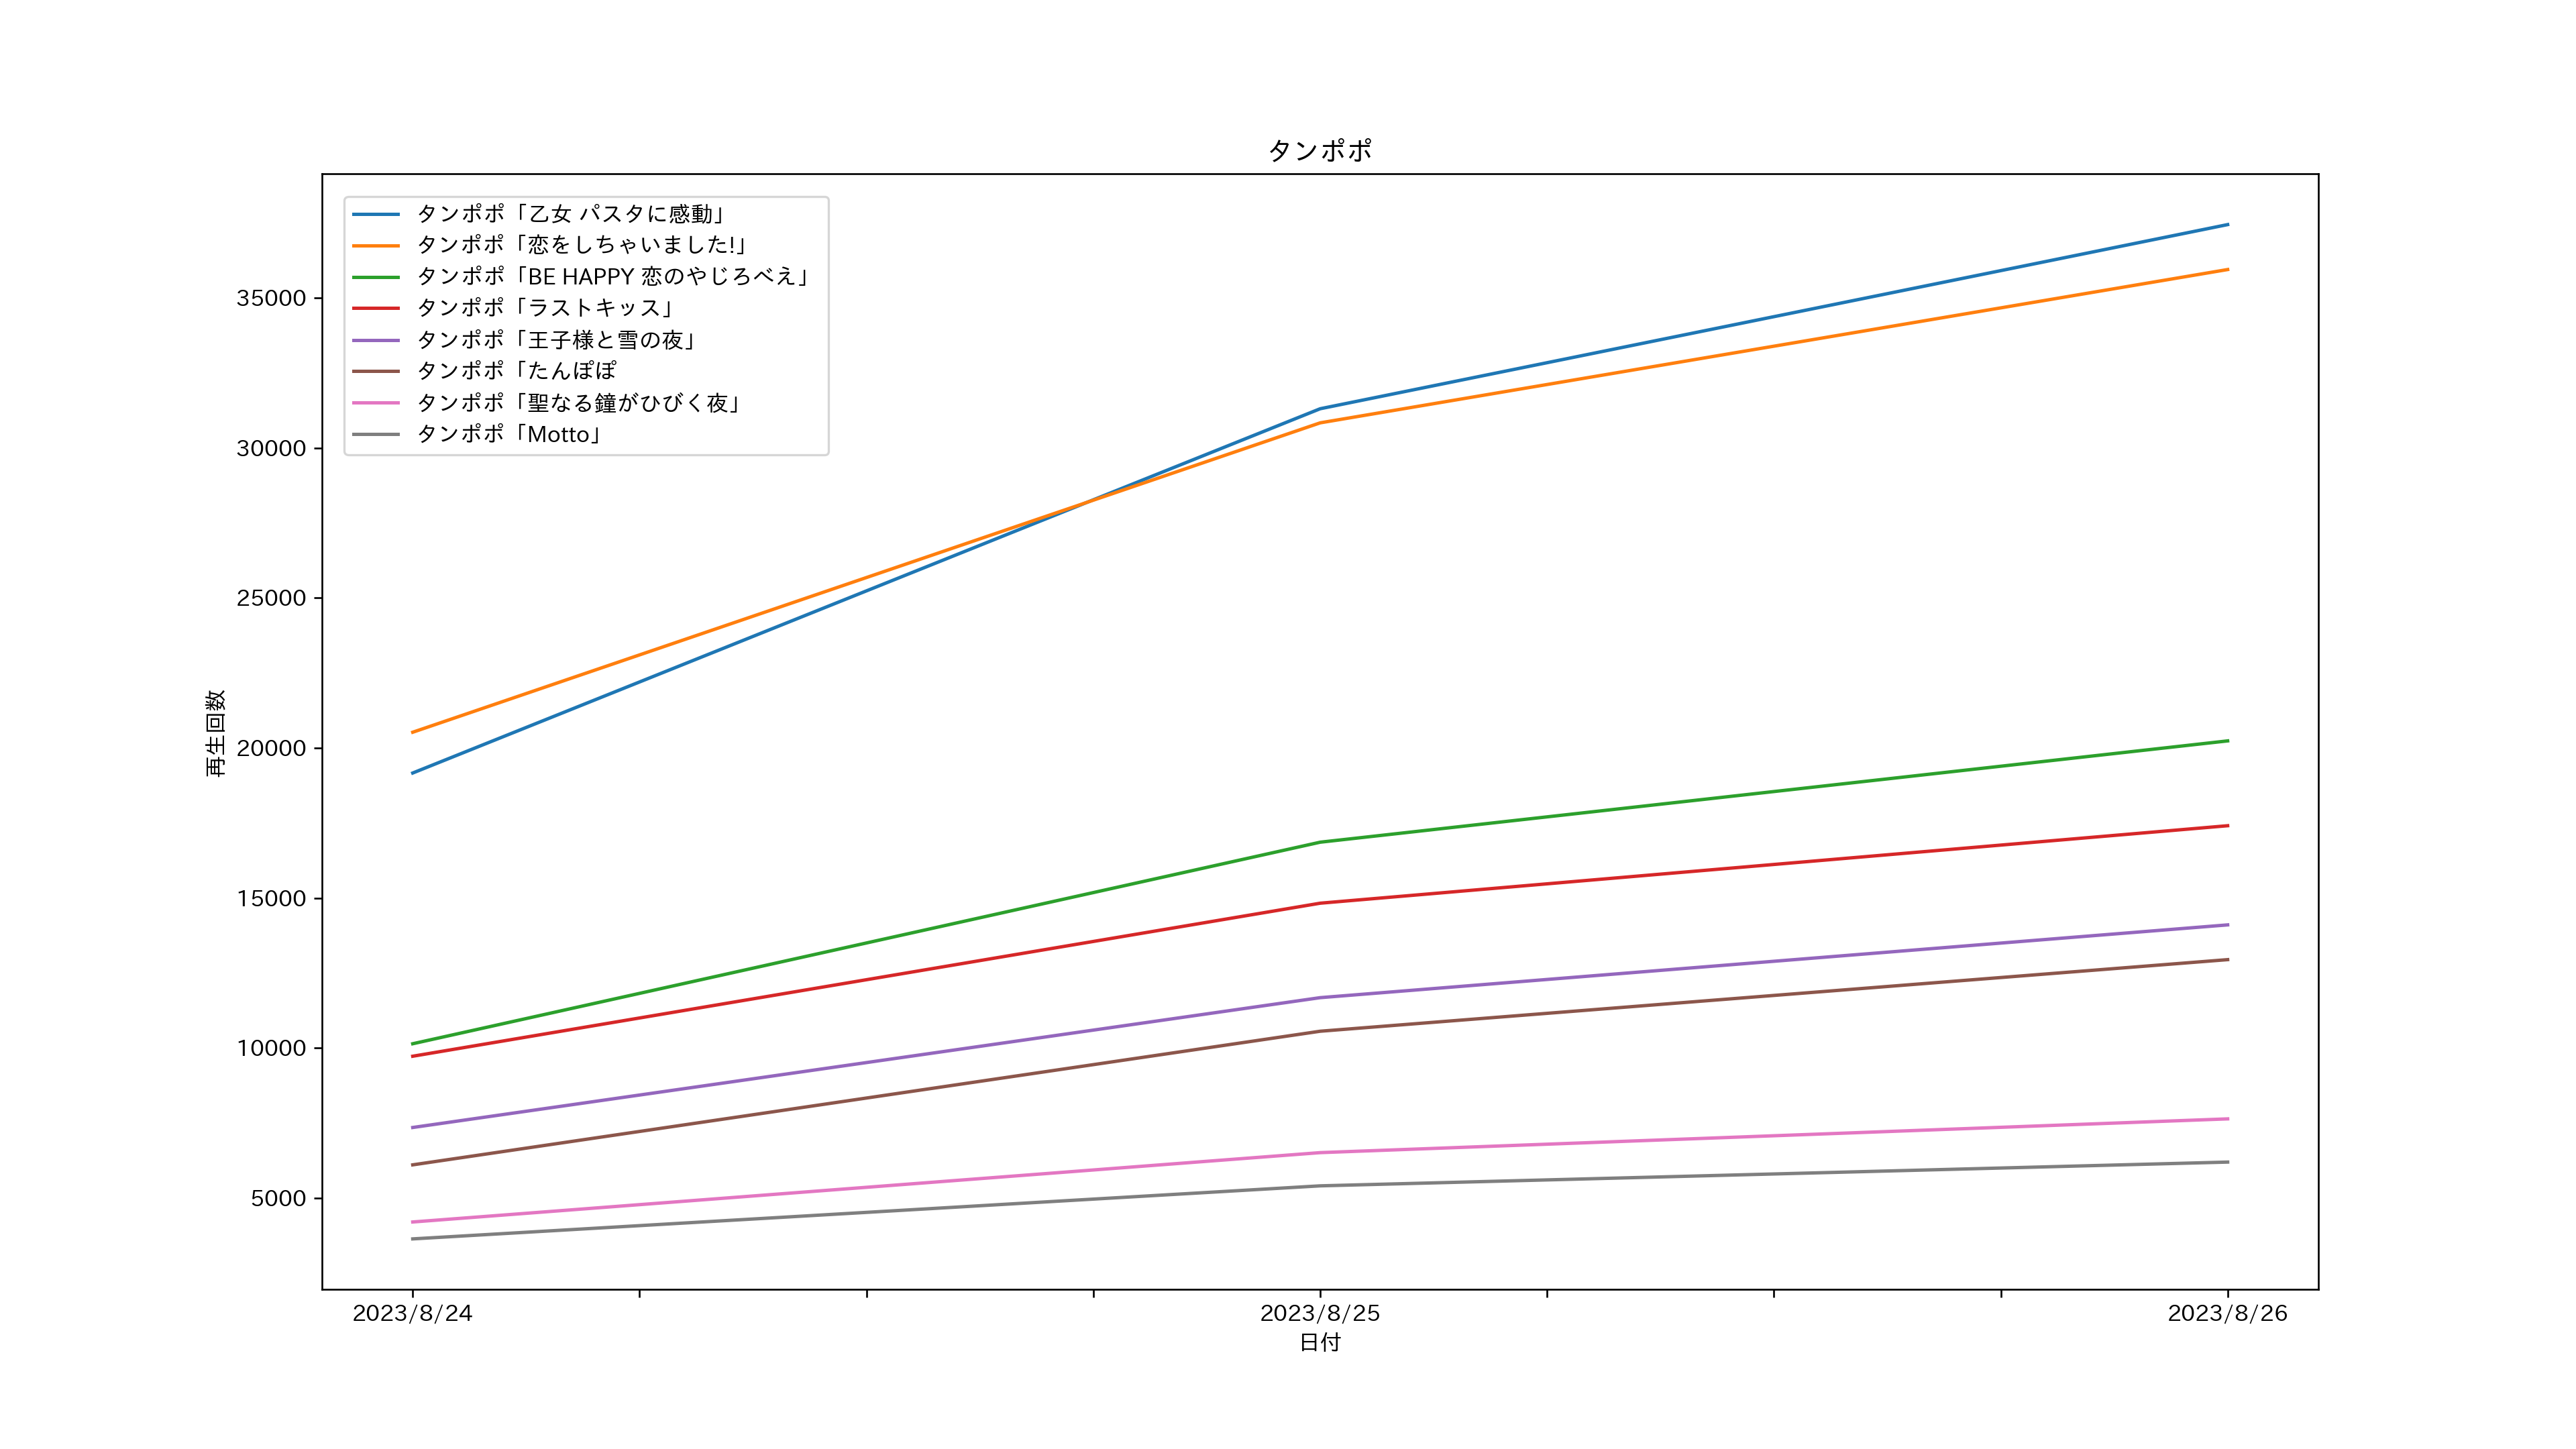 タンポポ
タンポポ「乙女 パスタに感動」
タンポポ「恋をしちゃいました!」
タンポポ「BE HAPPY 恋のやじろべえ」
タンポポ「ラストキッス」
タンポポ「王子様と雪の夜」
タンポポ「たんぽぽ
タンポポ「聖なる鐘がひびく夜」
タンポポ「Motto」
再生回数
35000
30000
25000
20000
15000
10000
5000
2023/8/24
2023/8/25
2023/8/26
日付